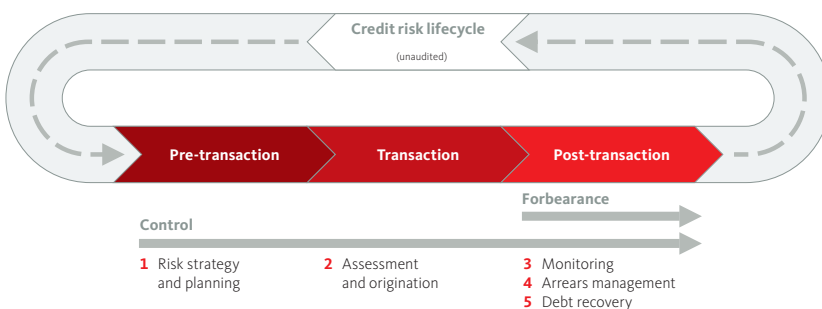 Credit risk lifecycle
(unaudited)
Pre-transaction
Transaction
Post-transaction
Forbearance
Control
1 Risk strategy
and planning
2 Assessment
and origination
3 Monitoring
4 Arrears management
5 Debt recovery